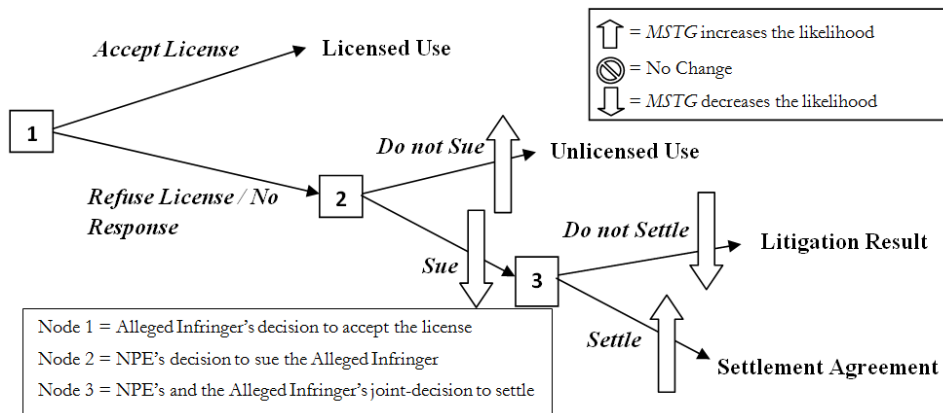 Accept License
Licensed Use
= MSTG increases the likelihood
= No Change
= MSTG decreases the likelihood
1
Do not Sue
Unlicensed Use
Refuse License / No
Response
2
Do not Settle
Litigation Result
Sue
3
Settle
Settlement Agreement
Node 1 = Alleged Infringer's decision to accept the license
Node 2 = NPE's decision to sue the Alleged Infringer
Node 3 = NPE's and the Alleged Infringer's joint-decision to settle